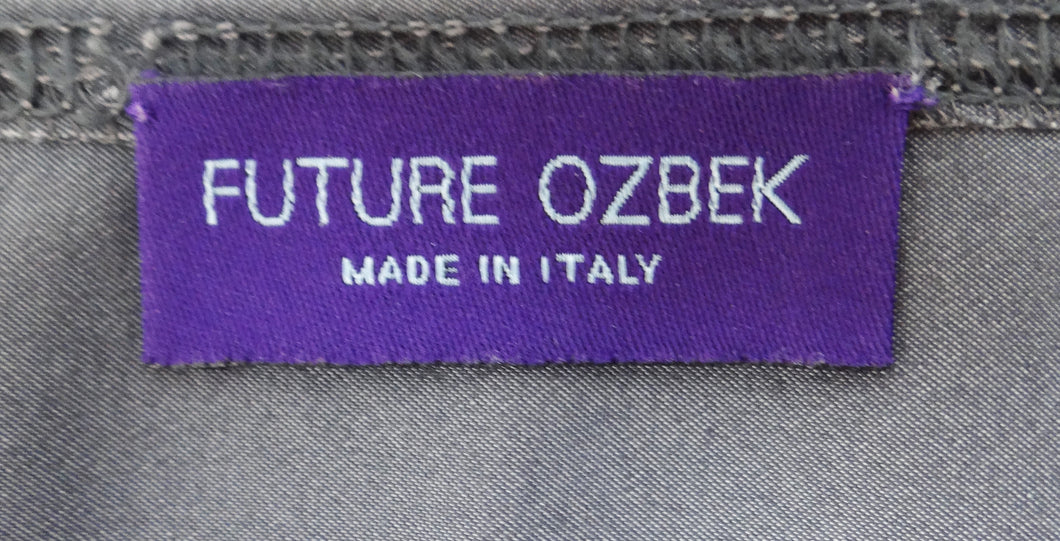 FUTURE OZBEK
MADE IN ITALY